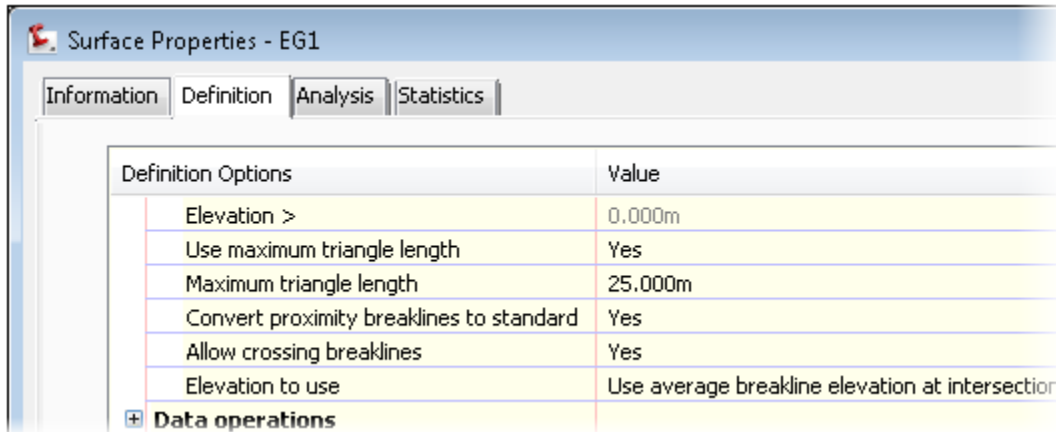 Surface Properties - EG1
Information Definition Analysis Statistics
Definition Options Value
Elevation > 0.000m
Use maximum triangle length Yes
Maximum triangle length 25.000m
Convert proximity breaklines to standard Yes
Allow crossing breaklines Yes
Elevation to use Use average breakline elevation at intersection
Data operations